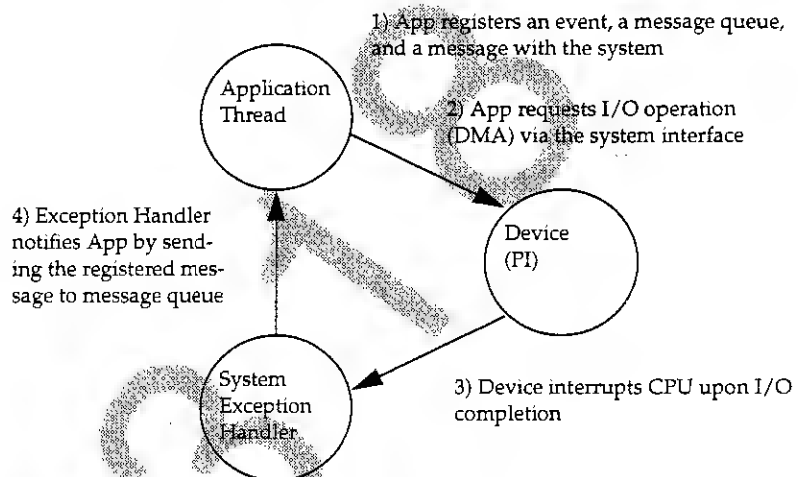 1) App registers an event, a message queue,
and a message with the system
Application
Thread
2) App requests I/O operation
(DMA) via the system interface
4) Exception Handler
notifies App by send-
ing the registered mes-
sage to message queue
Device
(PI)
System
Exception
Handler
3) Device interrupts CPU upon I/O
completion